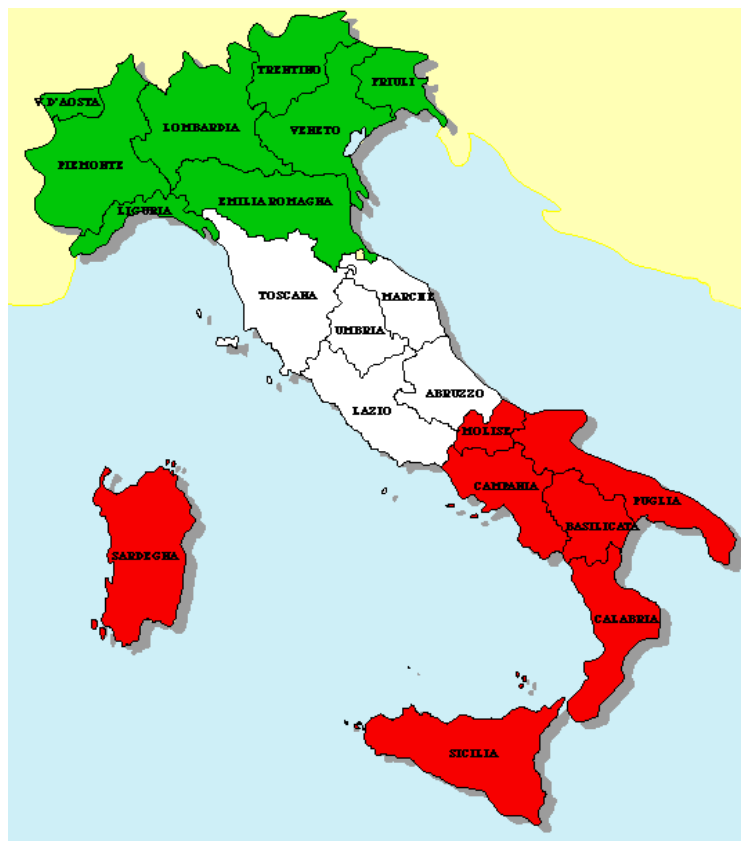 TRENTINO
FRIULI
V. D'AOSTA
LOMBARDIA
VENETO
PIEMONTE
EMILIA ROMAGNA
LIGURIA
TOSCANA
MARCHE
UMBRIA
ABRUZZO
LAZIO
MOLISE
CAMPANIA
PUGLIA
BASILICATA
SARDEGNA
CALABRIA
SICILIA